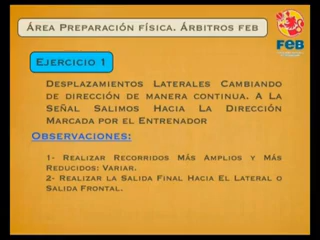 Área Preparación física. Árbitros feb
FEB
Ejercicio 1
Desplazamientos Laterales Cambiando
de dirección de manera continua. A La
Señal Salimos Hacia La Dirección
Marcada por el Entrenador
Observaciones:
1- Realizar Recorridos Más Amplios y Más
Reducidos: Variar.
2- Realizar la Salida Final Hacia El Lateral o
Salida Frontal.